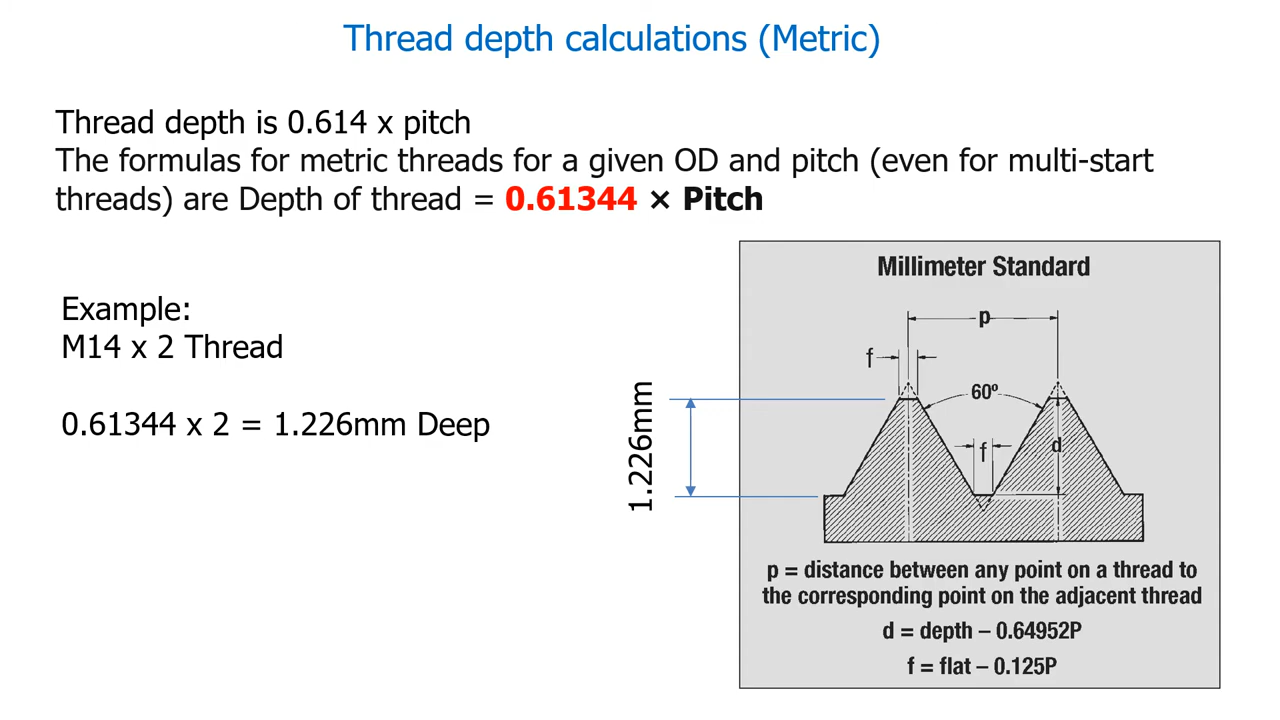 Thread depth calculations (Metric)
Thread depth is 0.614 x pitch
The formulas for metric threads for a given OD and pitch (even for multi-start
threads) are Depth of thread = 0.61344 × Pitch
Example:
M14 x 2 Thread
0.61344 x 2 = 1.226mm Deep
1.226mm
Millimeter Standard
p
f
60º
f
d
p = distance between any point on a thread to
the corresponding point on the adjacent thread
d = depth – 0.64952P
f = flat – 0.125P